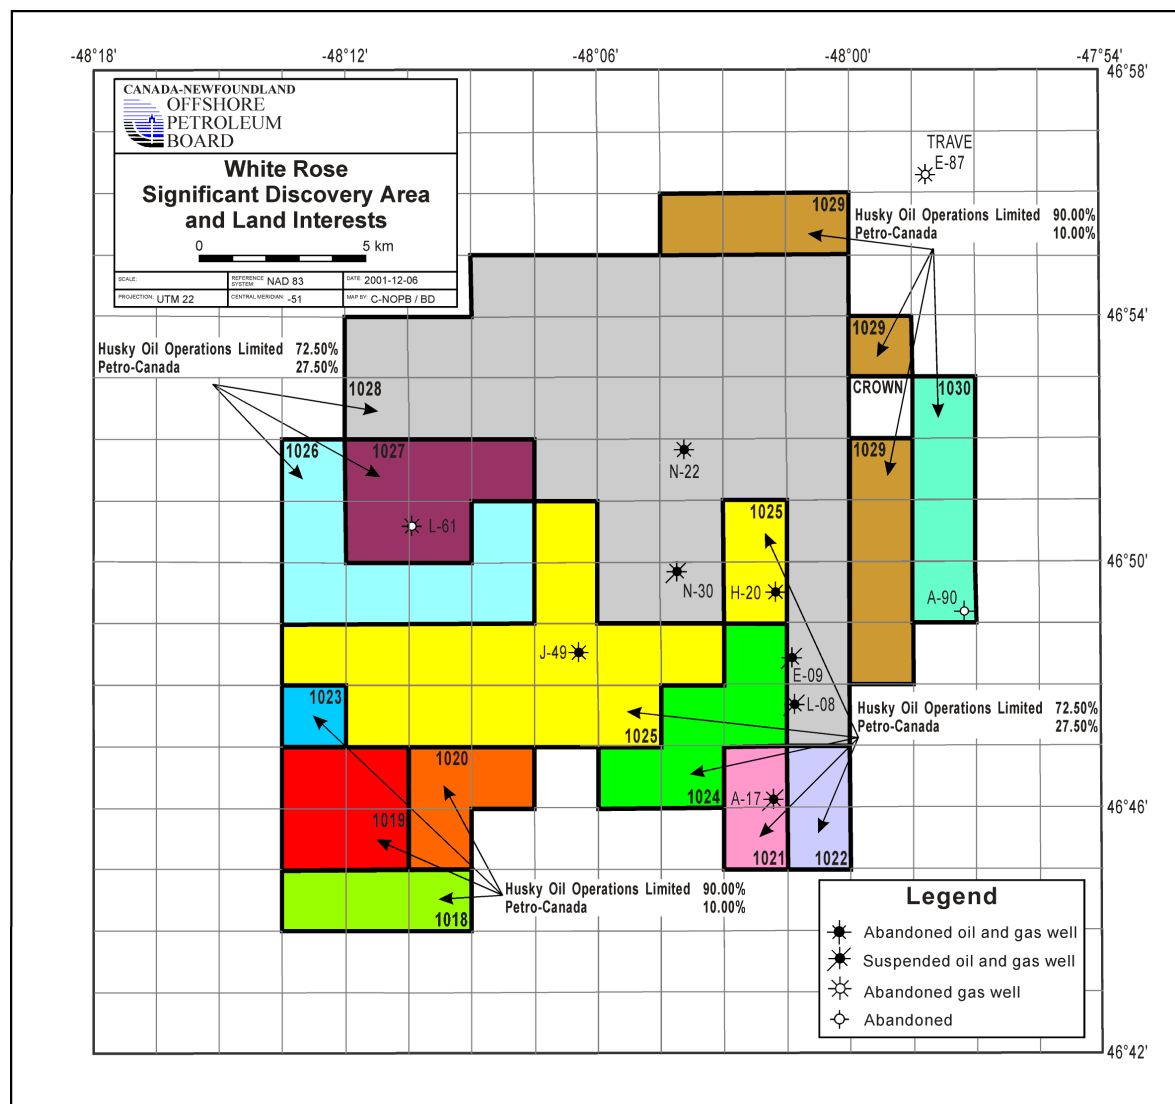 -48°18'
-48°12'
-48°06'
-48°00'
-47°54'
46°58'
CANADA-NEWFOUNDLAND
OFFSHORE
PETROLEUM
BOARD
White Rose
Significant Discovery Area
and Land Interests
0 5 km
SCALE:
REFERENCE SYSTEM: NAD 83
DATE: 2001-12-06
PROJECTION: UTM 22
CENTRAL MERIDIAN: -51
MAP BY: C-NOPB / BD
TRAVE
E-87
1029
Husky Oil Operations Limited 90.00%
Petro-Canada 10.00%
46°54'
1029
Husky Oil Operations Limited 72.50%
Petro-Canada 27.50%
1028
CROWN
1030
1026
1027
1029
N-22
L-61
1025
46°50'
N-30
H-20
A-90
J-49
E-09
1023
L-08
Husky Oil Operations Limited 72.50%
Petro-Canada 27.50%
1025
1020
1024
A-17
46°46'
1019
1021
1022
Husky Oil Operations Limited 90.00%
Petro-Canada 10.00%
1018
Legend
Abandoned oil and gas well
Suspended oil and gas well
Abandoned gas well
Abandoned
46°42'